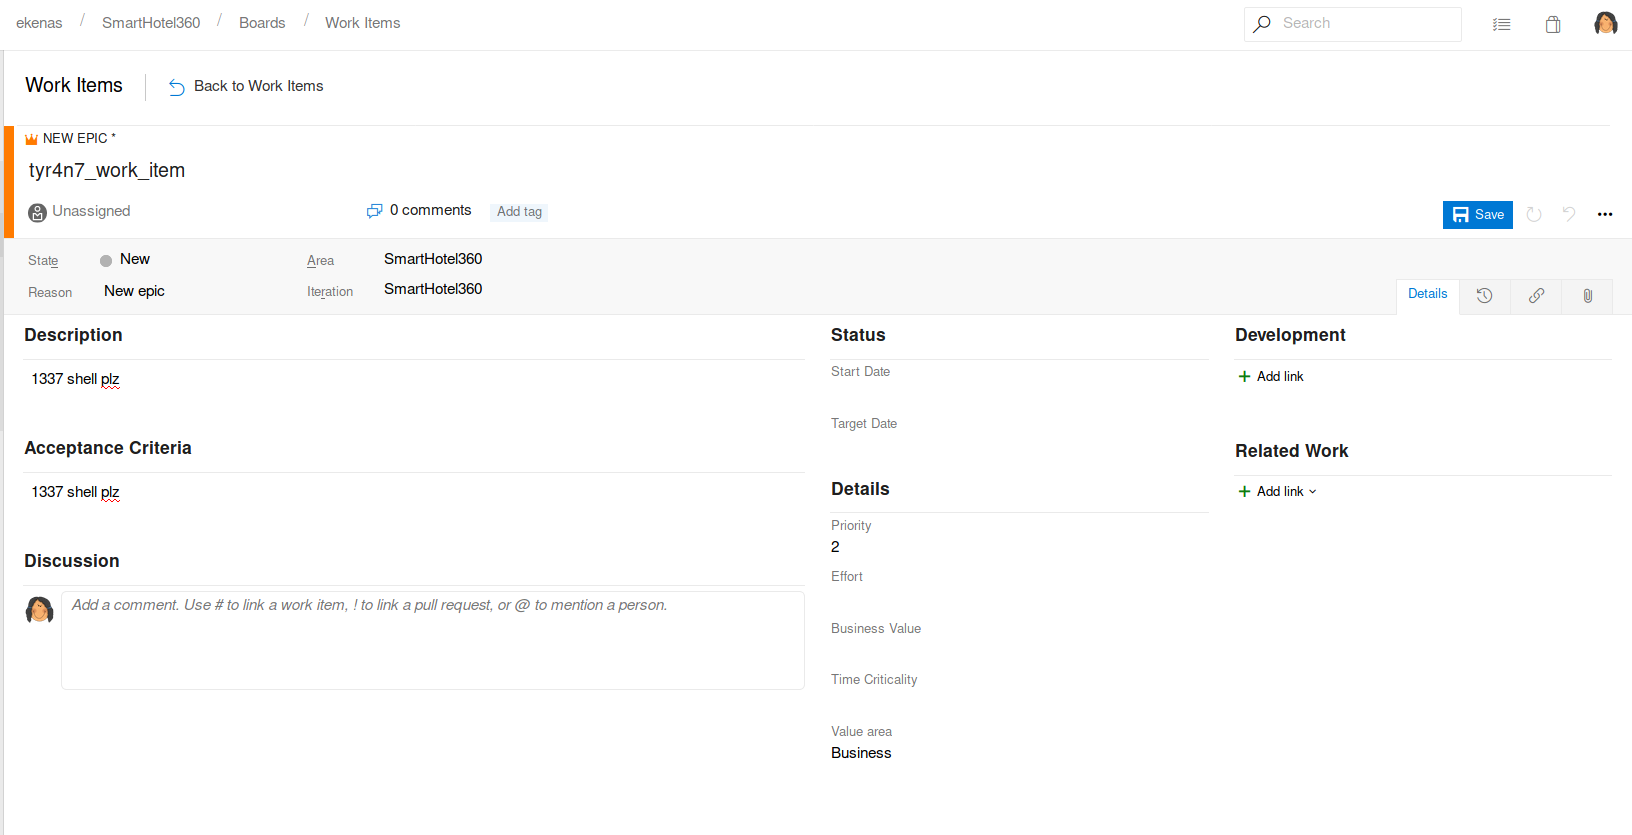 ekenas / SmartHotel360 / Boards / Work Items
Search
Work Items
Back to Work Items
NEW EPIC *
tyr4n7_work_item
Unassigned
0 comments
Add tag
Save
State
New
Area
SmartHotel360
Reason
New epic
Iteration
SmartHotel360
Details
Description
1337 shell plz
Acceptance Criteria
1337 shell plz
Discussion
Add a comment. Use # to link a work item, ! to link a pull request, or @ to mention a person.
Status
Start Date
Target Date
Details
Priority
2
Effort
Business Value
Time Criticality
Value area
Business
Development
Add link
Related Work
Add link